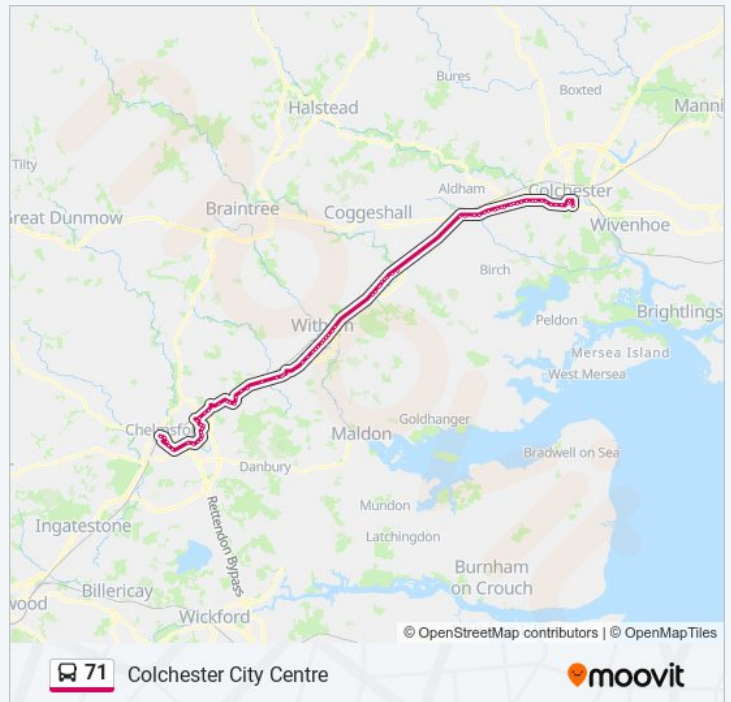 Bures
Boxted
Halstead
Manni
Tilty
Aldham
Colchester
Braintree
Coggeshall
Great Dunmow
Wivenhoe
Birch
Brightlings
Peldon
Witham
Mersea Island
West Mersea
Goldhanger
Chelmsfo
Maldon
Bradwell on Sea
Danbury
Mundon
Rettendon Bypass
Ingatestone
Latchingdon
Burnham
on Crouch
Billericay
wood
Wickford
© OpenStreetMap contributors | © OpenMapTiles
71 Colchester City Centre
moovit